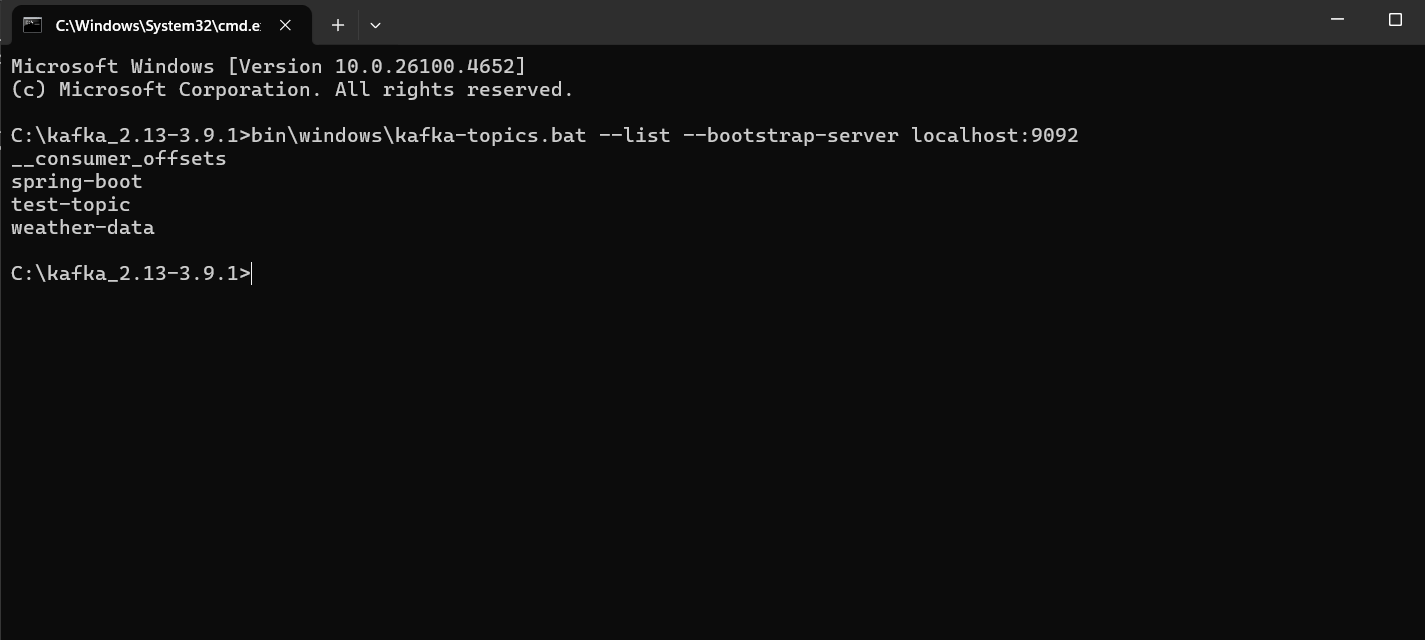 C:\Windows\System32\cmd.e
Microsoft Windows [Version 10.0.26100.4652]
(c) Microsoft Corporation. All rights reserved.
C:\kafka_2.13-3.9.1>bin\windows\kafka-topics.bat --list --bootstrap-server localhost:9092
__consumer_offsets
spring-boot
test-topic
weather-data
C:\kafka_2.13-3.9.1>